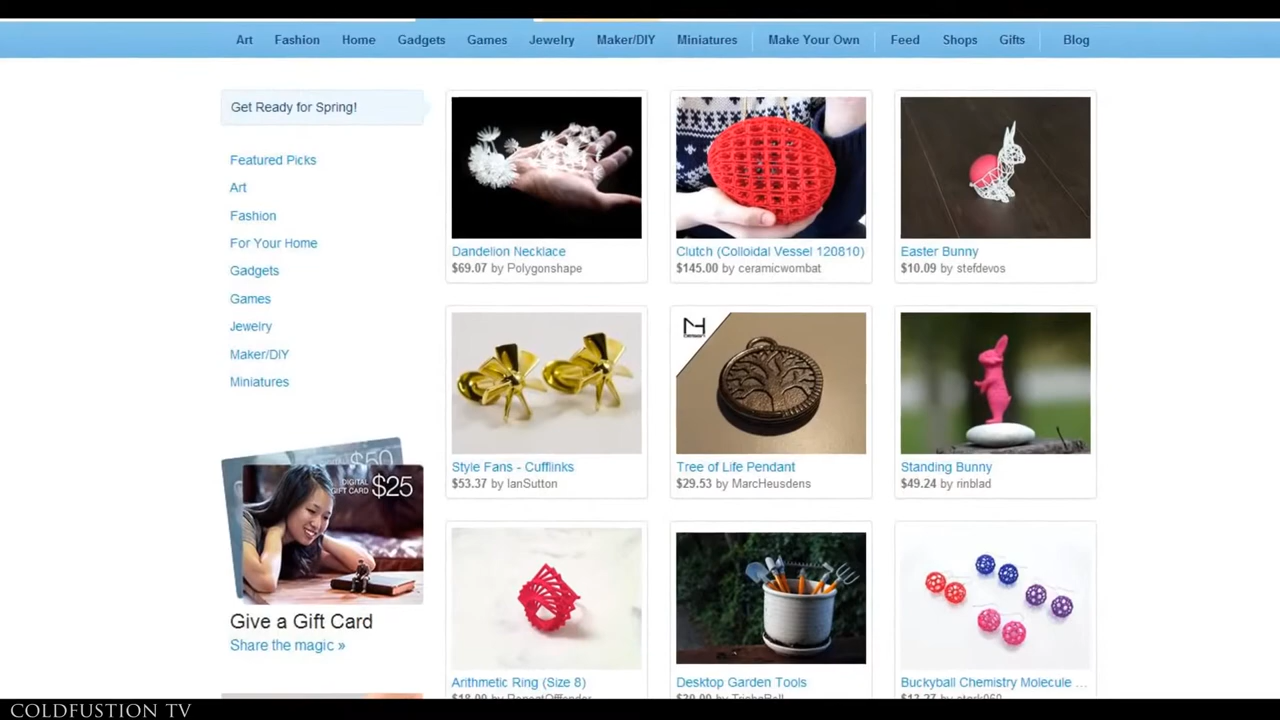 Art Fashion Home Gadgets Games Jewelry Maker/DIY Miniatures Make Your Own Feed Shops Gifts Blog
Get Ready for Spring!
Featured Picks
Art
Fashion
For Your Home
Gadgets
Games
Jewelry
Maker/DIY
Miniatures
$50
DIGITAL
GIFT CARD $25
Give a Gift Card
Share the magic »
Dandelion Necklace
$69.07 by Polygonshape
Clutch (Colloidal Vessel 120810)
$145.00 by ceramicwombat
Easter Bunny
$10.09 by stefdevos
Style Fans - Cufflinks
$53.37 by IanSutton
Tree of Life Pendant
$29.53 by MarcHeusdens
Standing Bunny
$49.24 by rinblad
Arithmetic Ring (Size 8)
Desktop Garden Tools
Buckyball Chemistry Molecule ...
COLDFUSTION TV